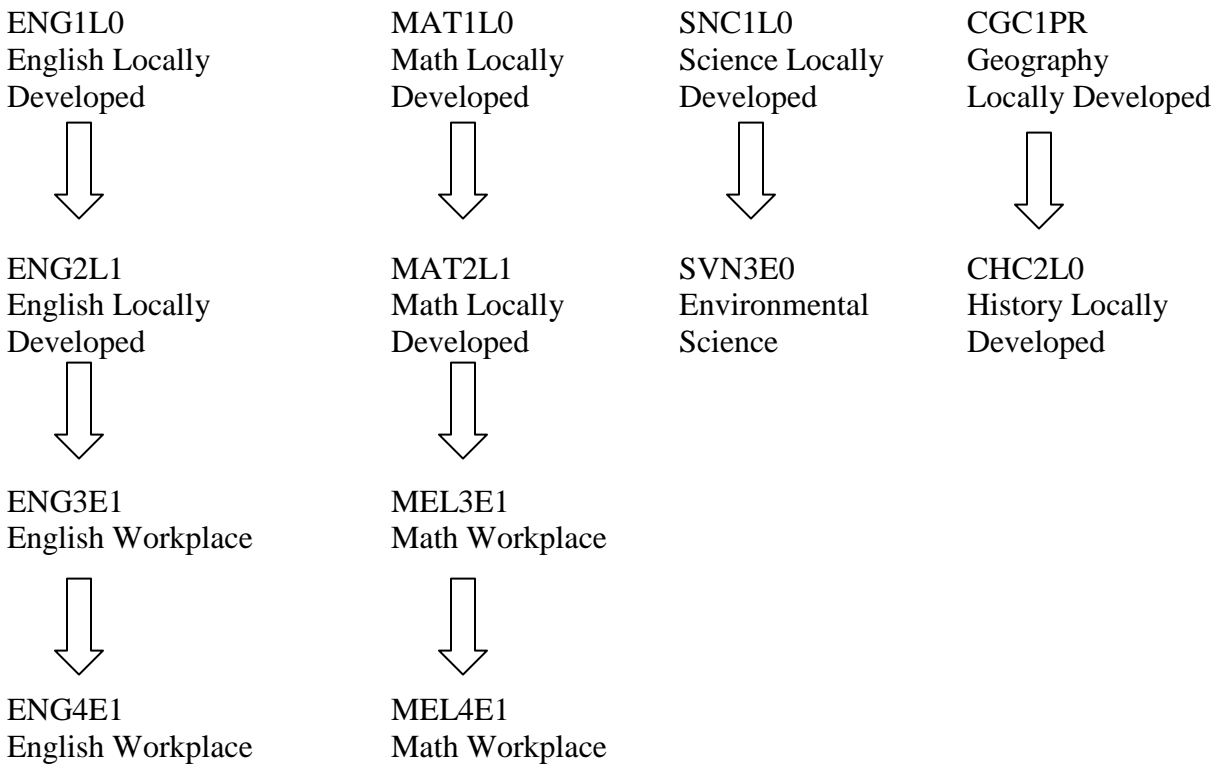 ENG1L0
English Locally
Developed
MAT1L0
Math Locally
Developed
SNC1L0
Science Locally
Developed
CGC1PR
Geography
Locally Developed
ENG2L1
English Locally
Developed
MAT2L1
Math Locally
Developed
SVN3E0
Environmental
Science
CHC2L0
History Locally
Developed
ENG3E1
English Workplace
MEL3E1
Math Workplace
ENG4E1
English Workplace
MEL4E1
Math Workplace